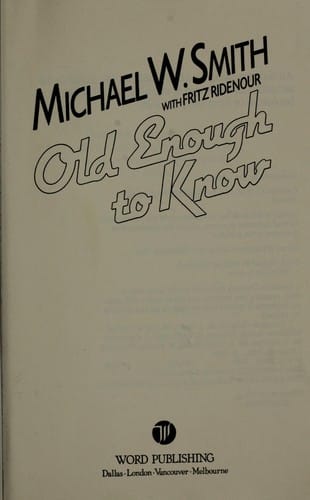 MICHAEL W. SMITH
WITH FRITZ RIDENOUR
Old Enough
to Know
WORD PUBLISHING
Dallas · London · Vancouver · Melbourne